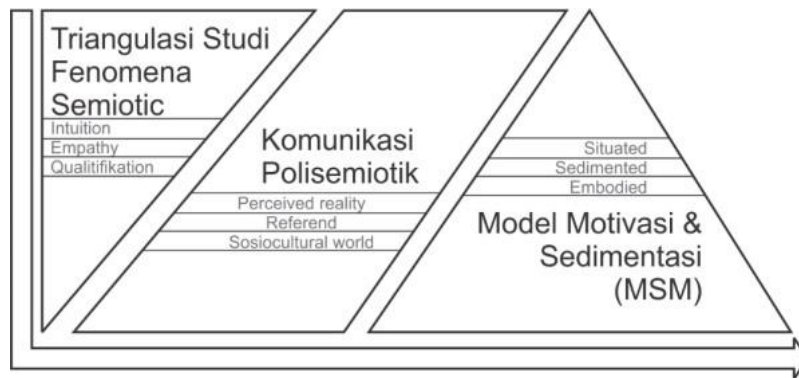 Triangulasi Studi
Fenomena
Semiotic
Intuition
Empathy
Qualitifikation
Komunikasi
Polisemiotik
Perceived reality
Referend
Sosiocultural world
Situated
Sedimented
Embodied
Model Motivasi &
Sedimentasi
(MSM)